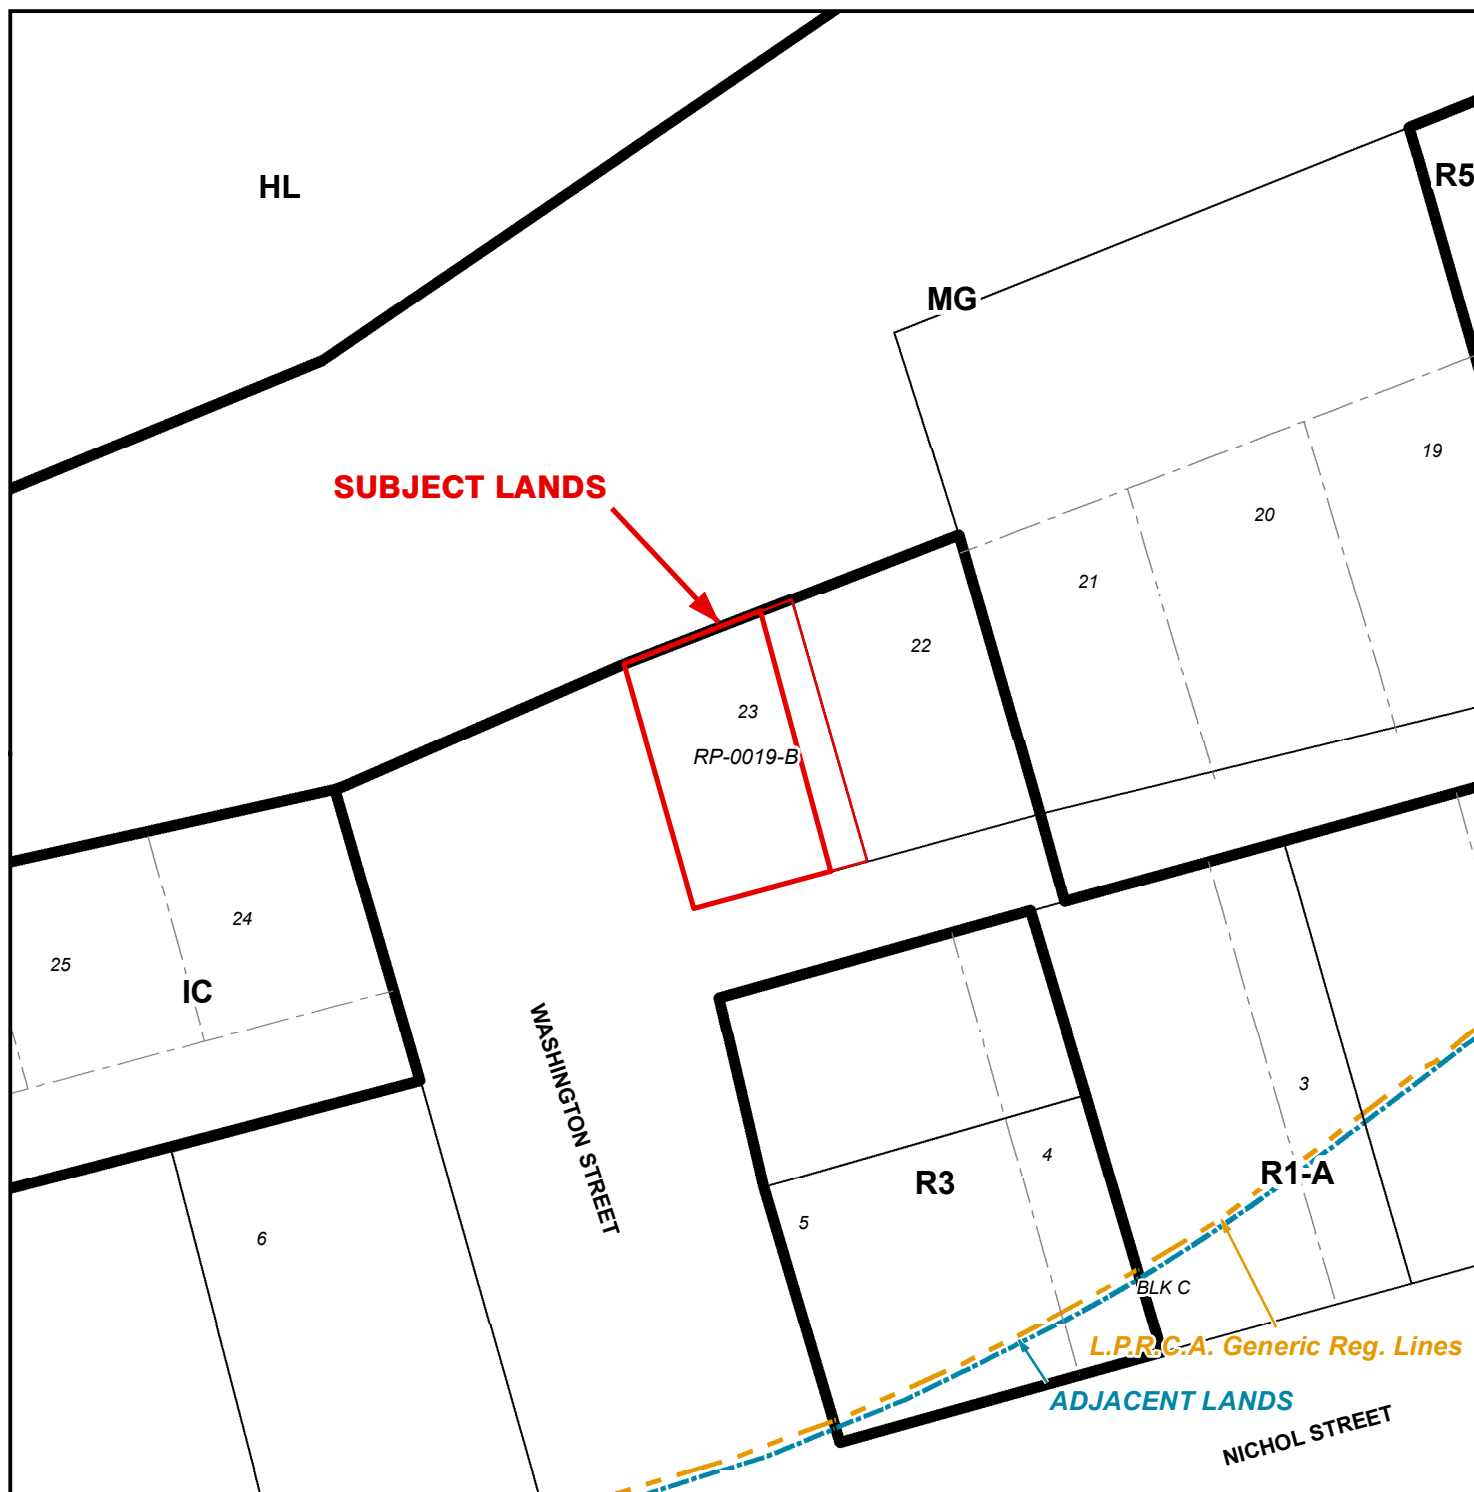 HL
R5
MG
19
SUBJECT LANDS
20
21
22
23
RP-0019-B
24
25
IC
WASHINGTON STREET
3
4
R1-A
R3
5
6
BLK C
L.P.R.C.A. Generic Reg. Lines
ADJACENT LANDS
NICHOL STREET